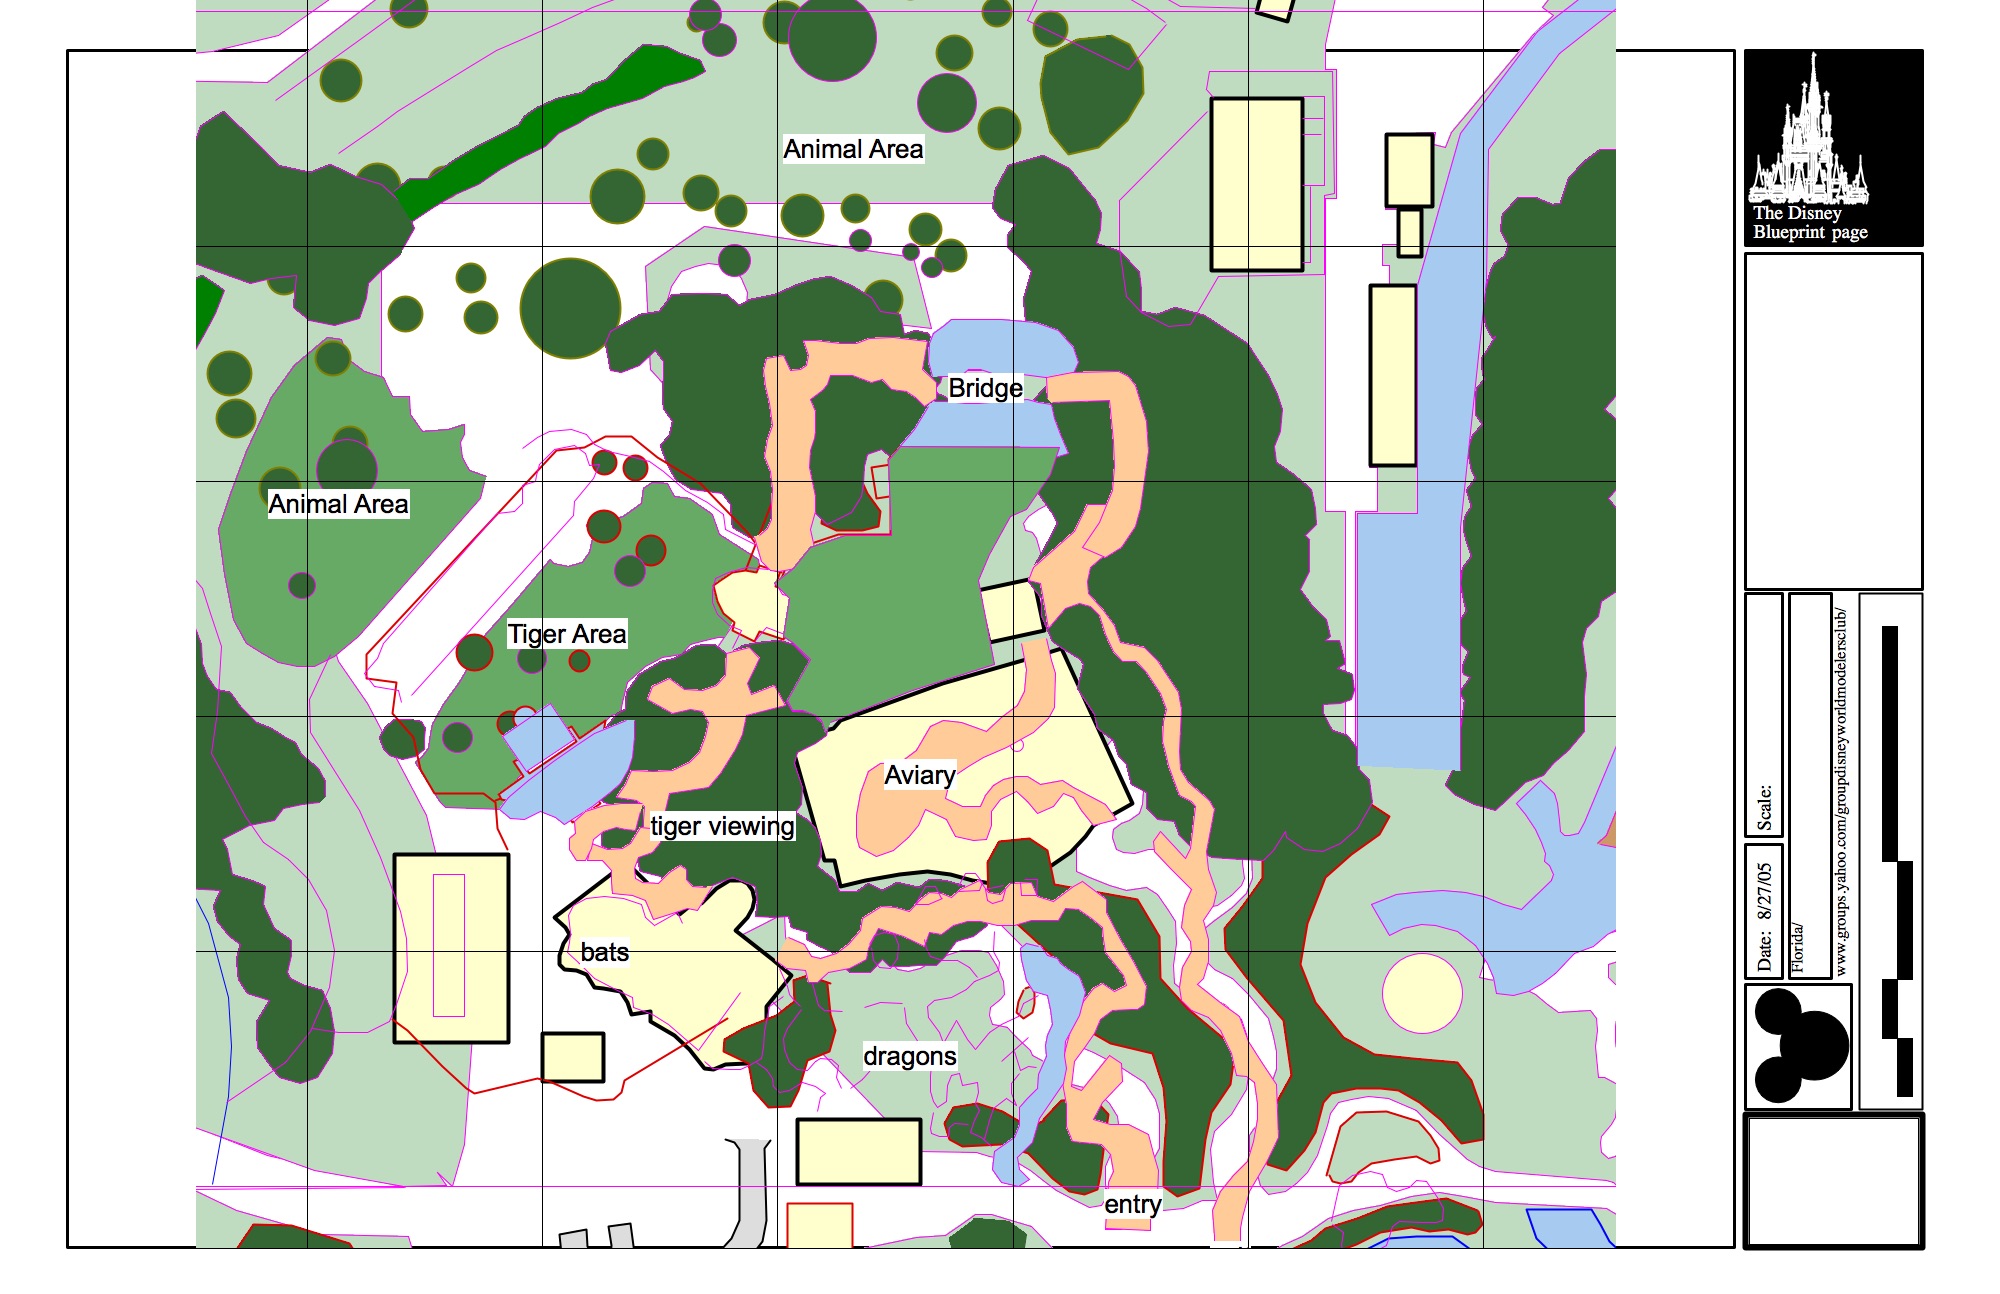 Animal Area
Bridge
Animal Area
Tiger Area
Aviary
tiger viewing
bats
dragons
entry
The Disney
Blueprint page
Scale:
Date: 8/27/05
Florida/
www.groups.yahoo.com/groupdisneyworldmodelersclub/